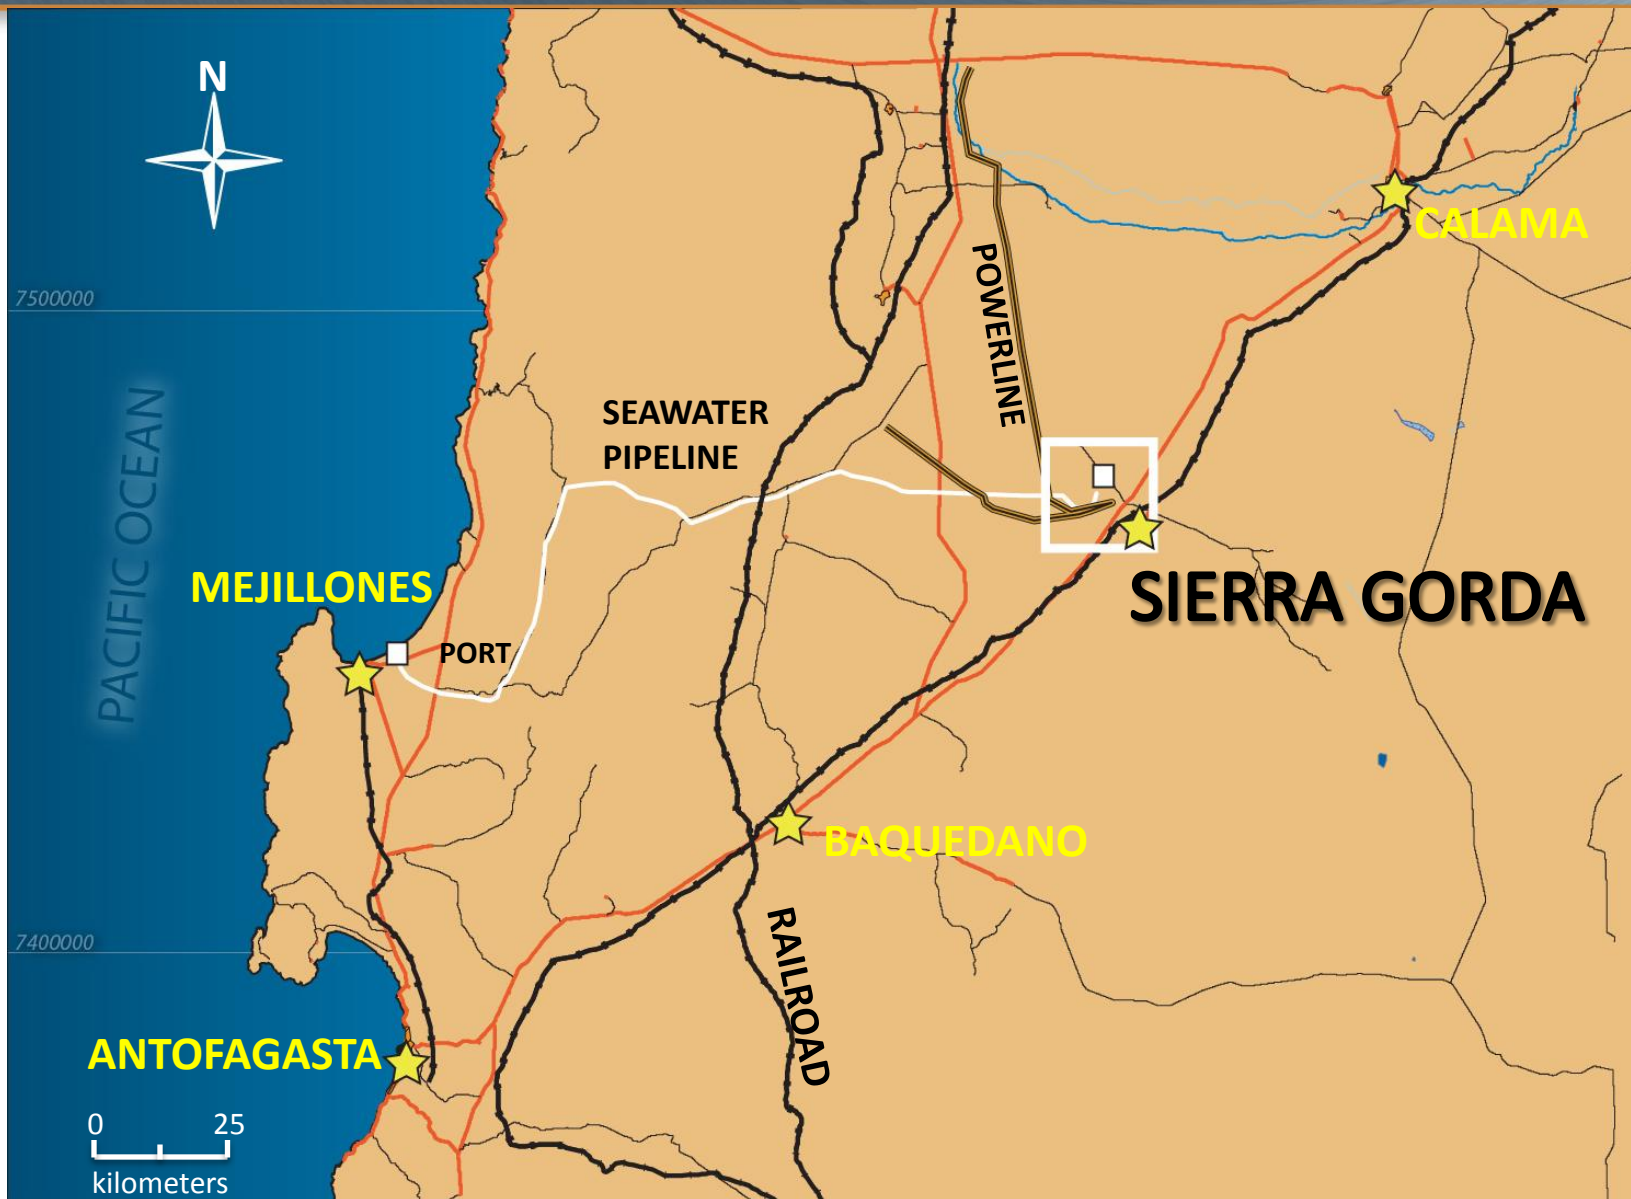 N
CALAMA
7500000
POWERLINE
SEAWATER
PIPELINE
PACIFIC OCEAN
MEJILLONES
SIERRA GORDA
PORT
BAQUEDANO
RAILROAD
7400000
ANTOFAGASTA
0 25
kilometers